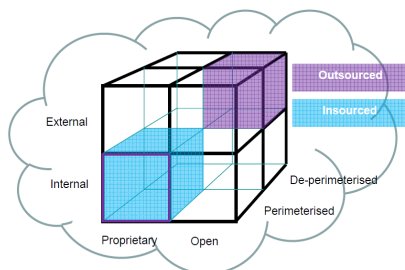 Outsourced
Insourced
External
Internal
De-perimeterised
Perimeterised
Proprietary
Open